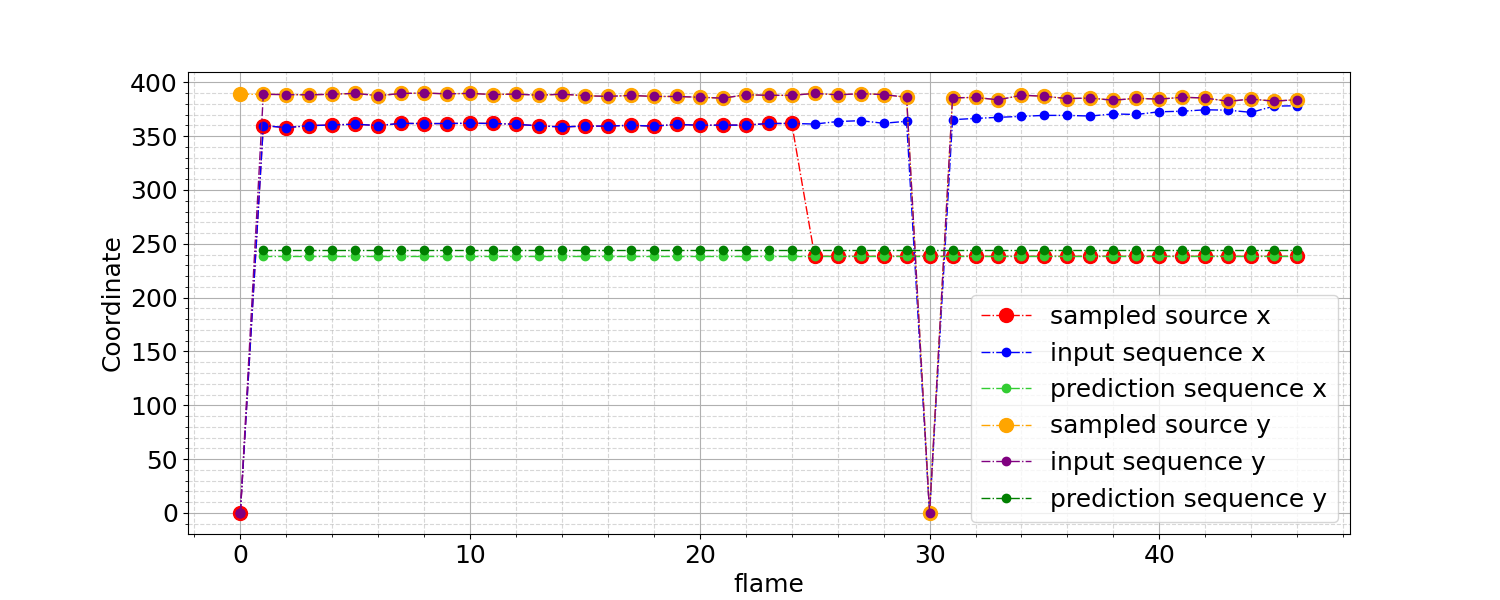 400
350
300
250
200
150
100
50
0
Coordinate
0 10 20 30 40
flame
sampled source x
input sequence x
prediction sequence x
sampled source y
input sequence y
prediction sequence y